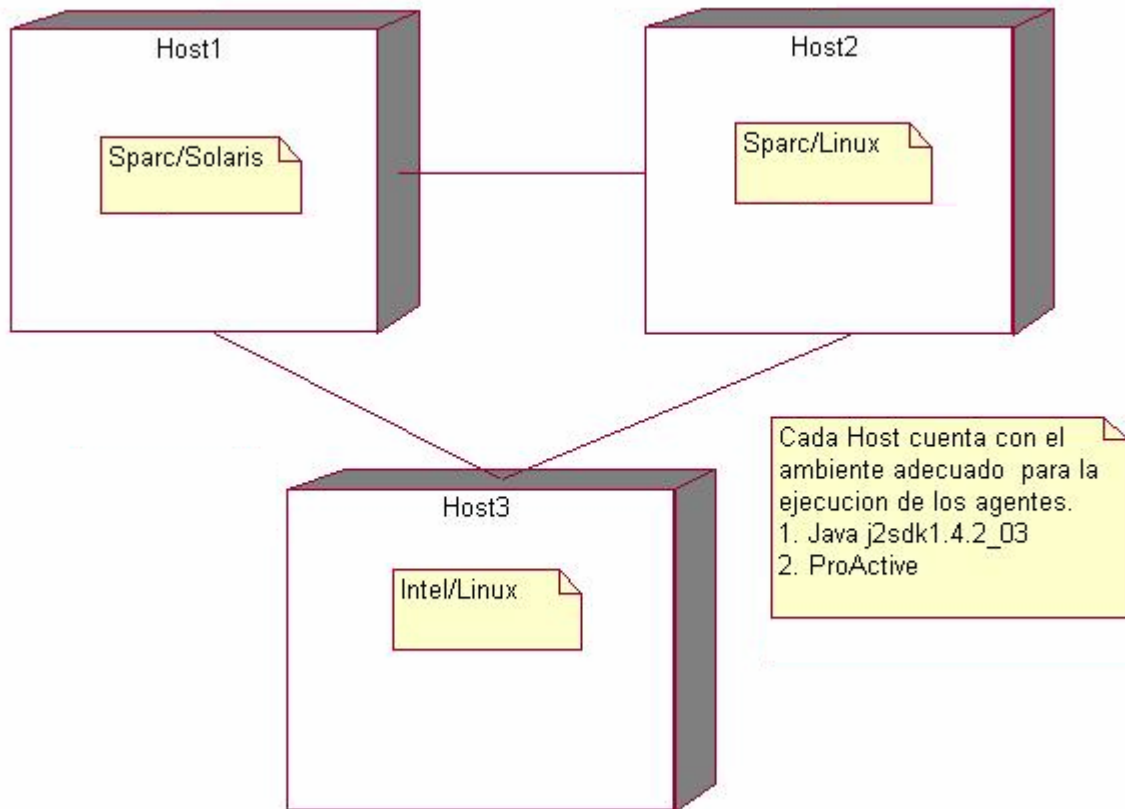 Host1
Sparc/Solaris
Host2
Sparc/Linux
Host3
Intel/Linux
Cada Host cuenta con el
ambiente adecuado para la
ejecucion de los agentes.
1. Java j2sdk1.4.2_03
2. ProActive